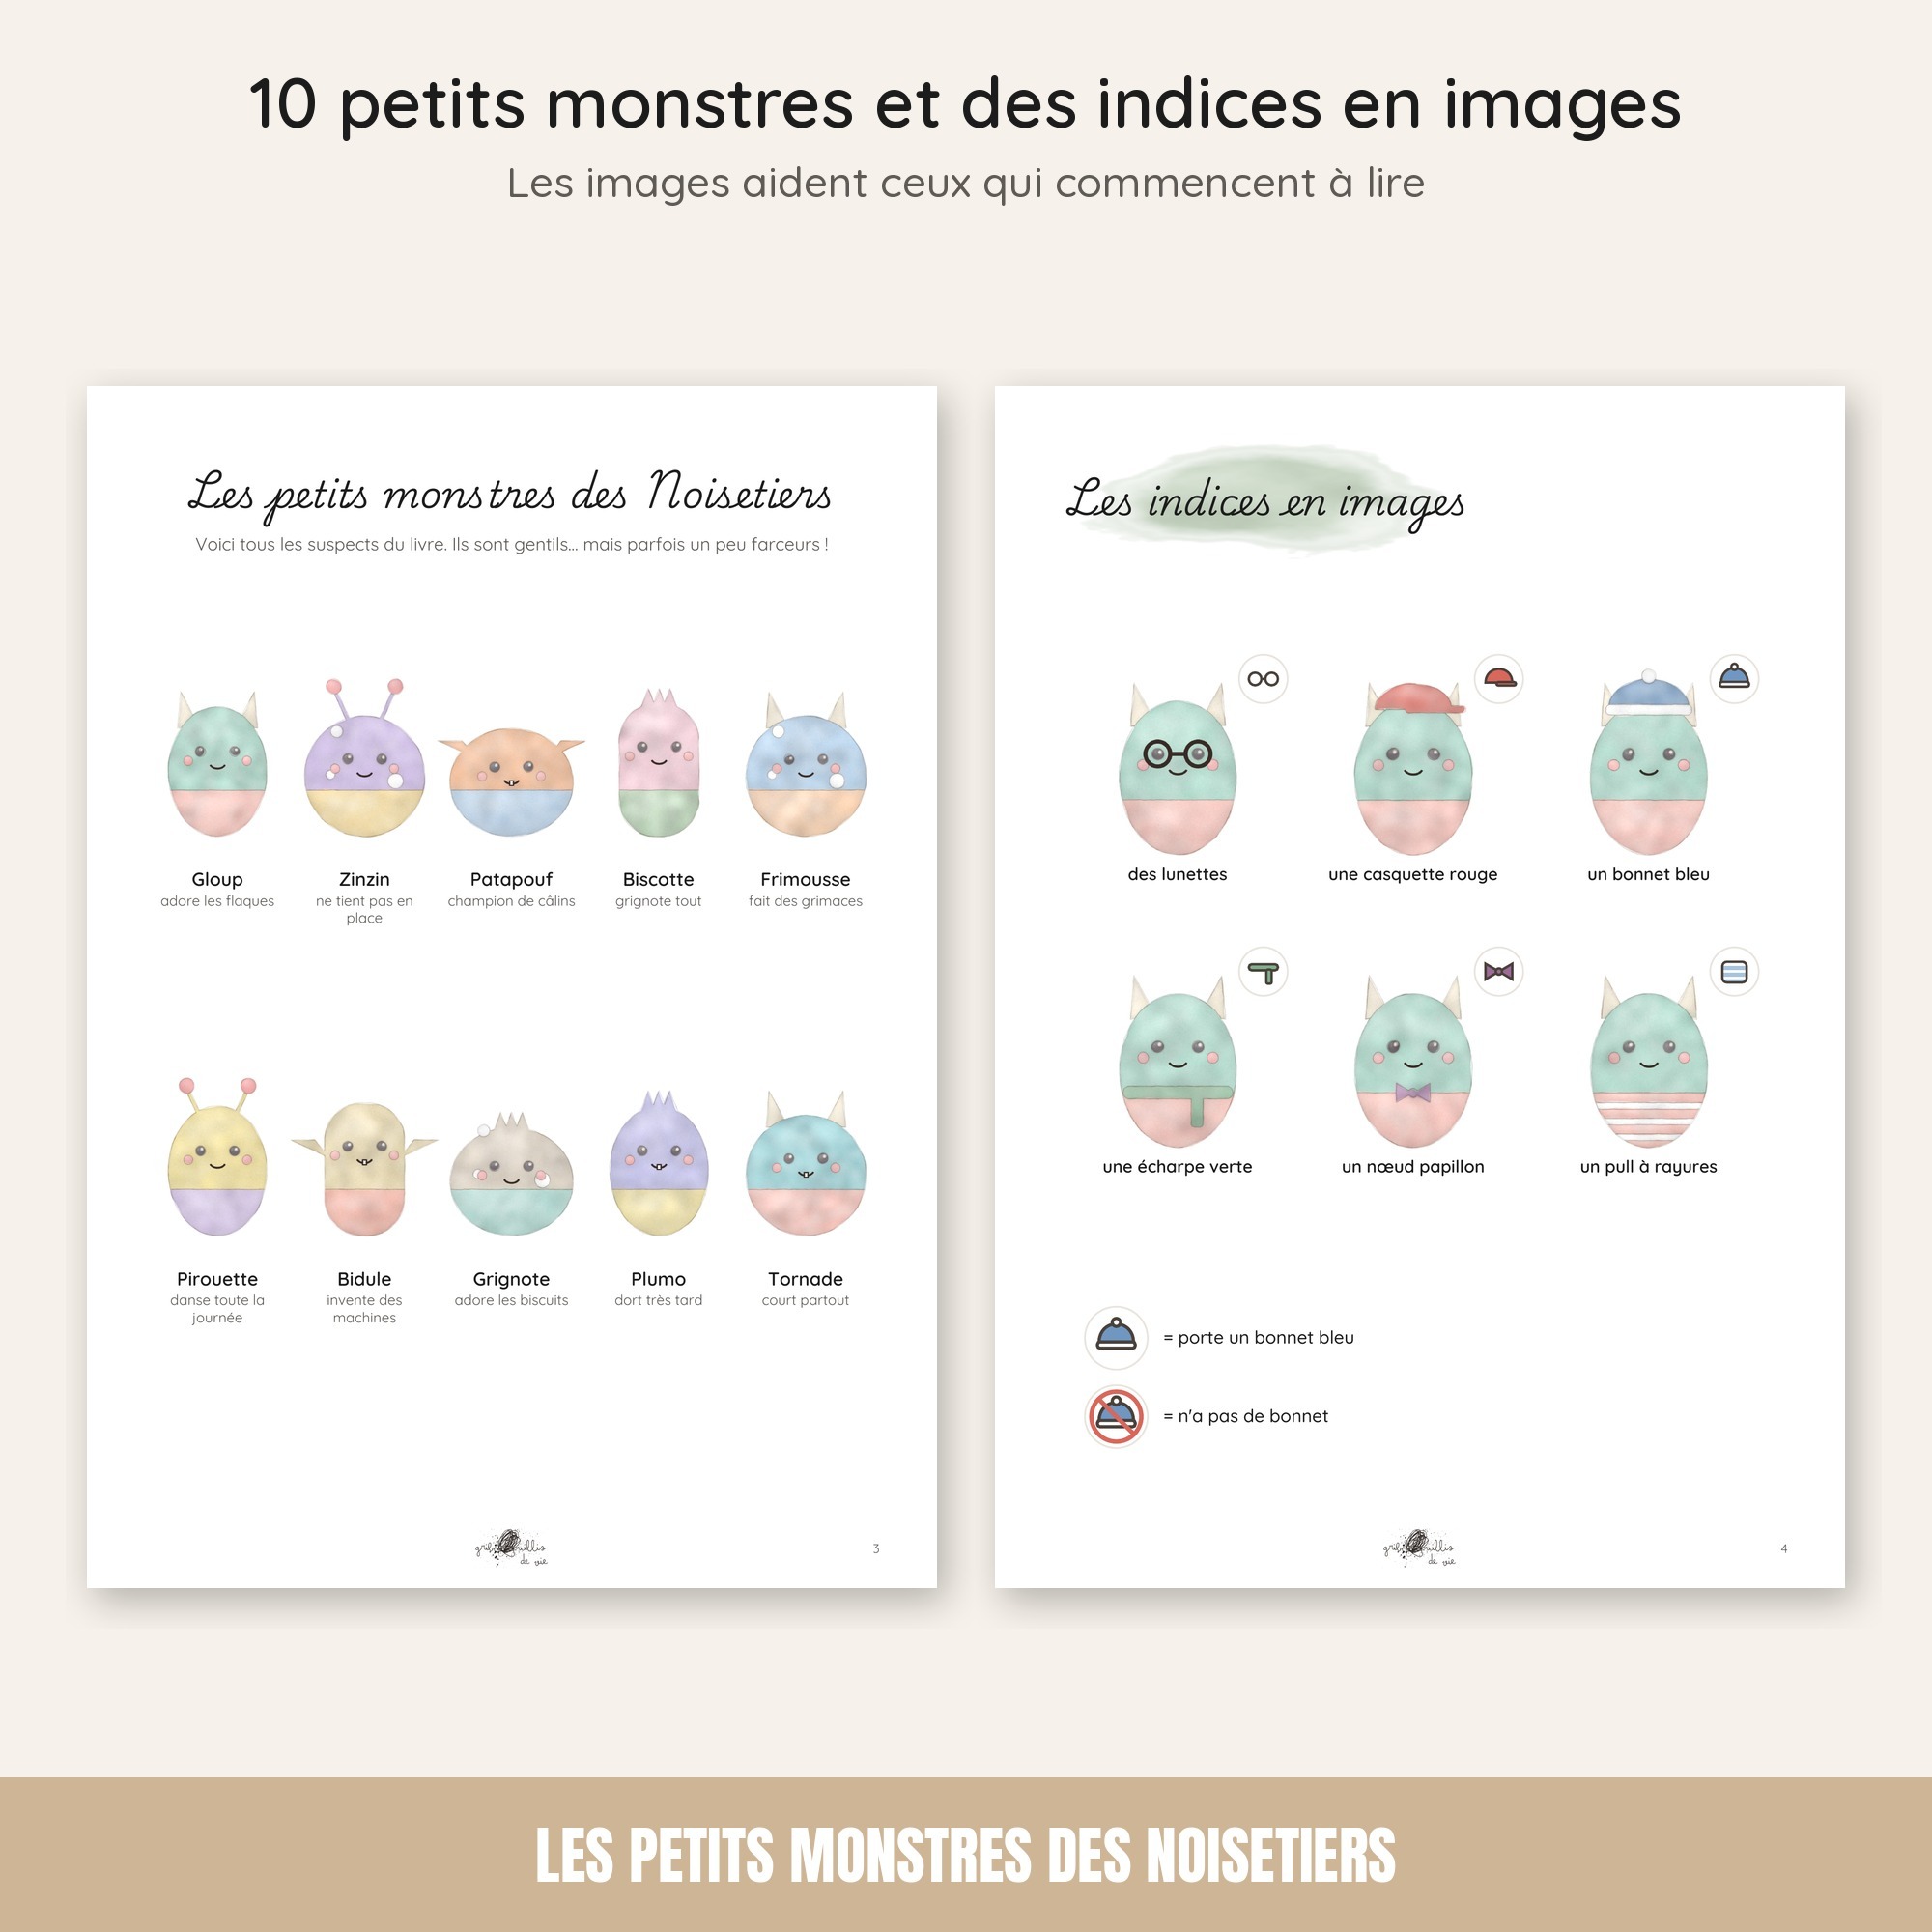 10 petits monstres et des indices en images
Les images aident ceux qui commencent à lire
Les petits monstres des Noisetiers
Voici tous les suspects du livre. Ils sont gentils... mais parfois un peu farceurs !
Gloup
adore les flaques
Zinzin
ne tient pas en
place
Patapouf
champion de câlins
Biscotte
grignote tout
Frimousse
fait des grimaces
Pirouette
danse toute la
journée
Bidule
invente des
machines
Grignote
adore les biscuits
Plumo
dort très tard
Tornade
court partout
de vie
3
Les indices en images
des lunettes
une casquette rouge
un bonnet bleu
une écharpe verte
un nœud papillon
un pull à rayures
= porte un bonnet bleu
= n'a pas de bonnet
de vie
4
LES PETITS MONSTRES DES NOISETIERS